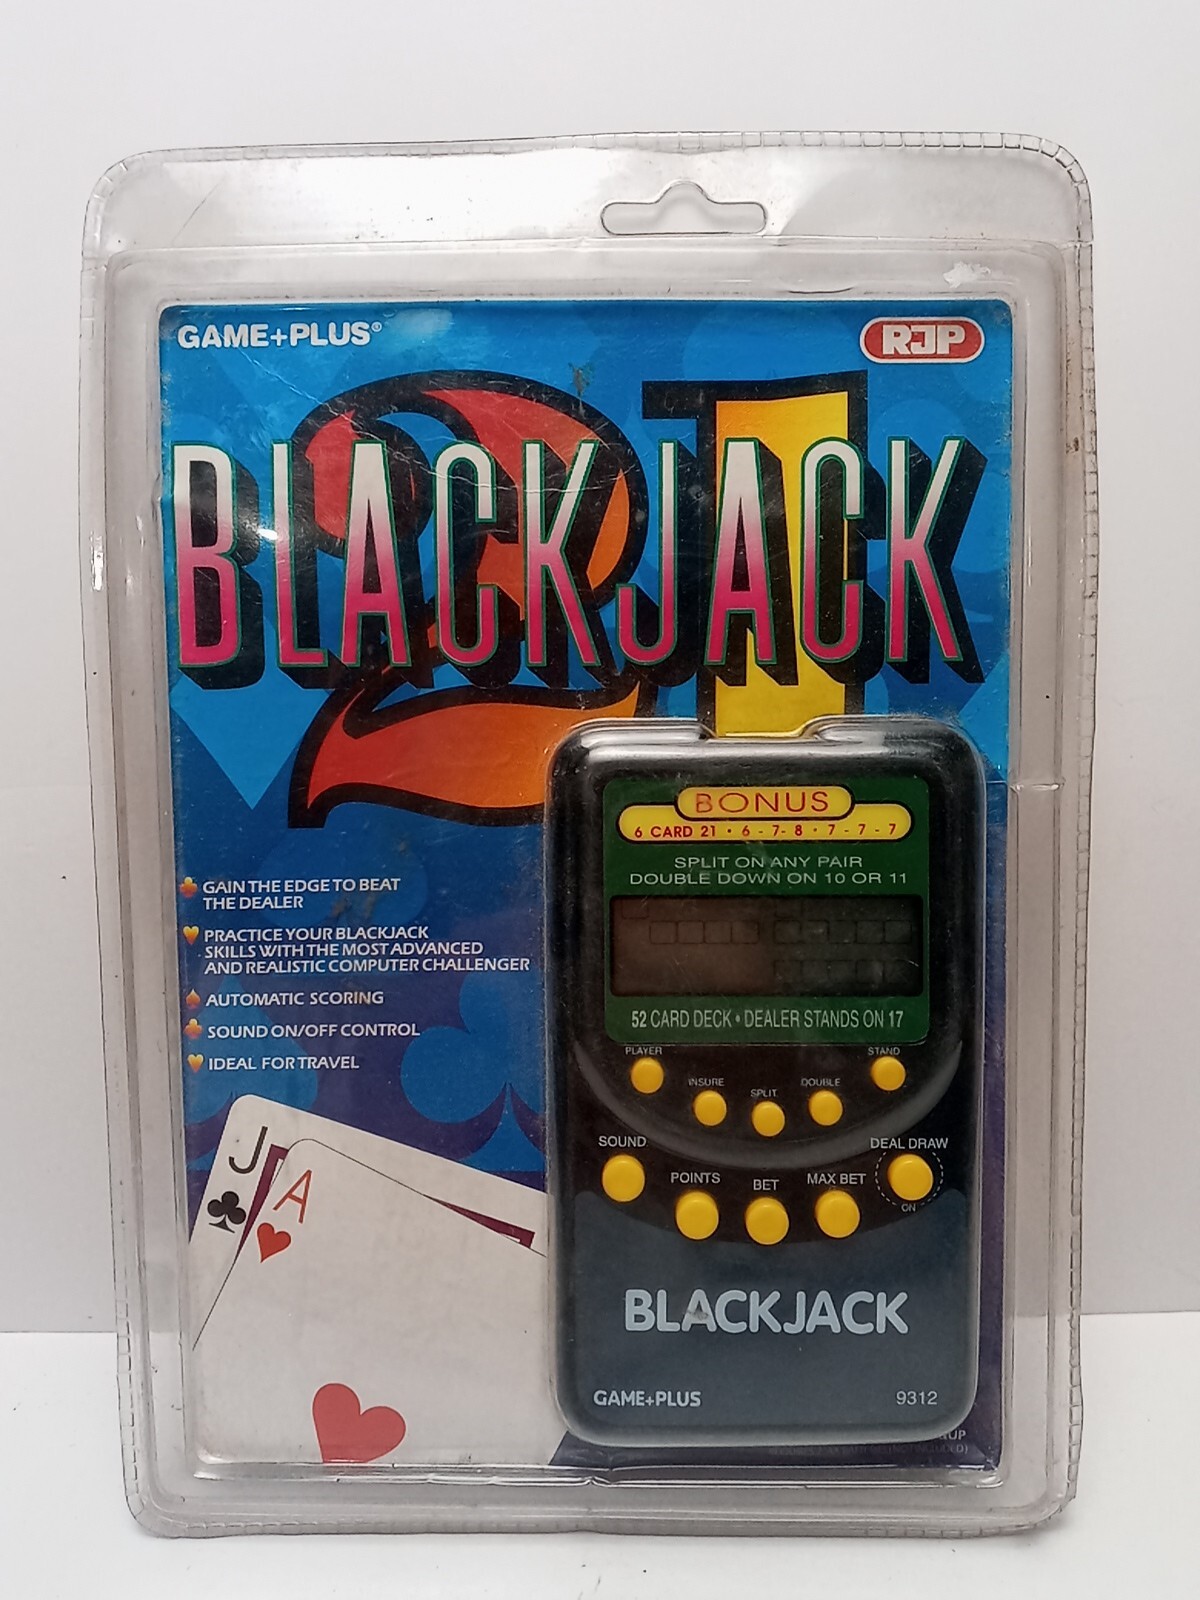 GAME+PLUS®
RJP
21
BLACKJACK
GAIN THE EDGE TO BEAT
THE DEALER
PRACTICE YOUR BLACKJACK
SKILLS WITH THE MOST ADVANCED
AND REALISTIC COMPUTER CHALLENGER
AUTOMATIC SCORING
SOUND ON/OFF CONTROL
IDEAL FOR TRAVEL
J
A
BONUS
6 CARD 21 • 6 - 7- 8 • 7 - 7 - 7
SPLIT ON ANY PAIR
DOUBLE DOWN ON 10 OR 11
52 CARD DECK • DEALER STANDS ON 17
PLAYER
STAND
INSURE
SPLIT
DOUBLE
SOUND
DEAL DRAW
POINTS
BET
MAX BET
ON
BLACKJACK
GAME+PLUS
9312